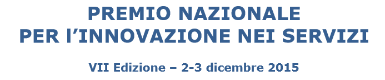 PREMIO NAZIONALE
PER l'INNOVAZIONE NEI SERVIZI
VII Edizione – 2-3 dicembre 2015